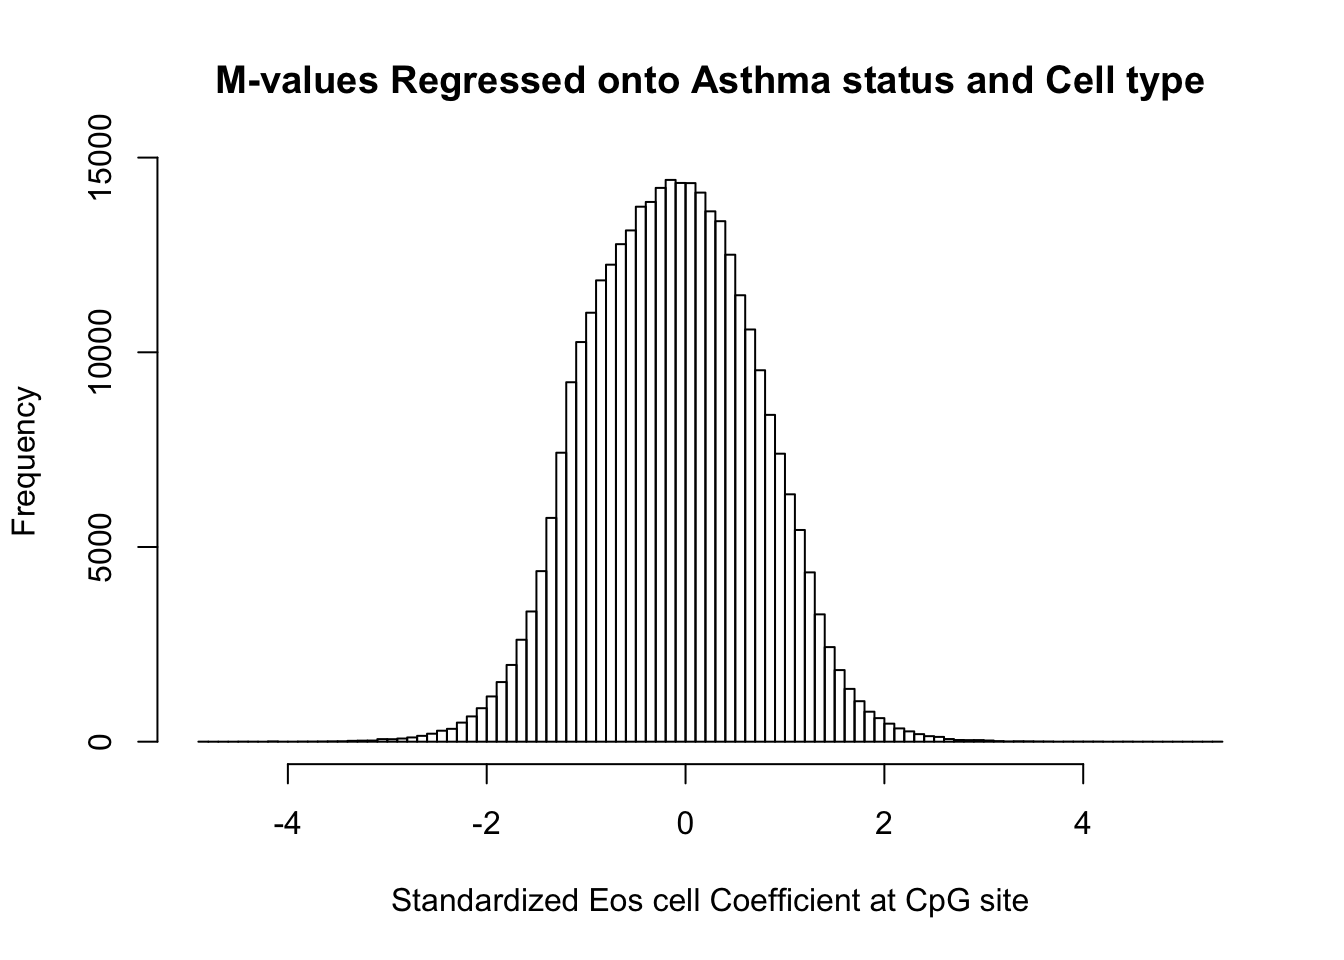 M-values Regressed onto Asthma status and Cell type
Frequency
15000
10000
5000
0
-4 -2 0 2 4
Standardized Eos cell Coefficient at CpG site